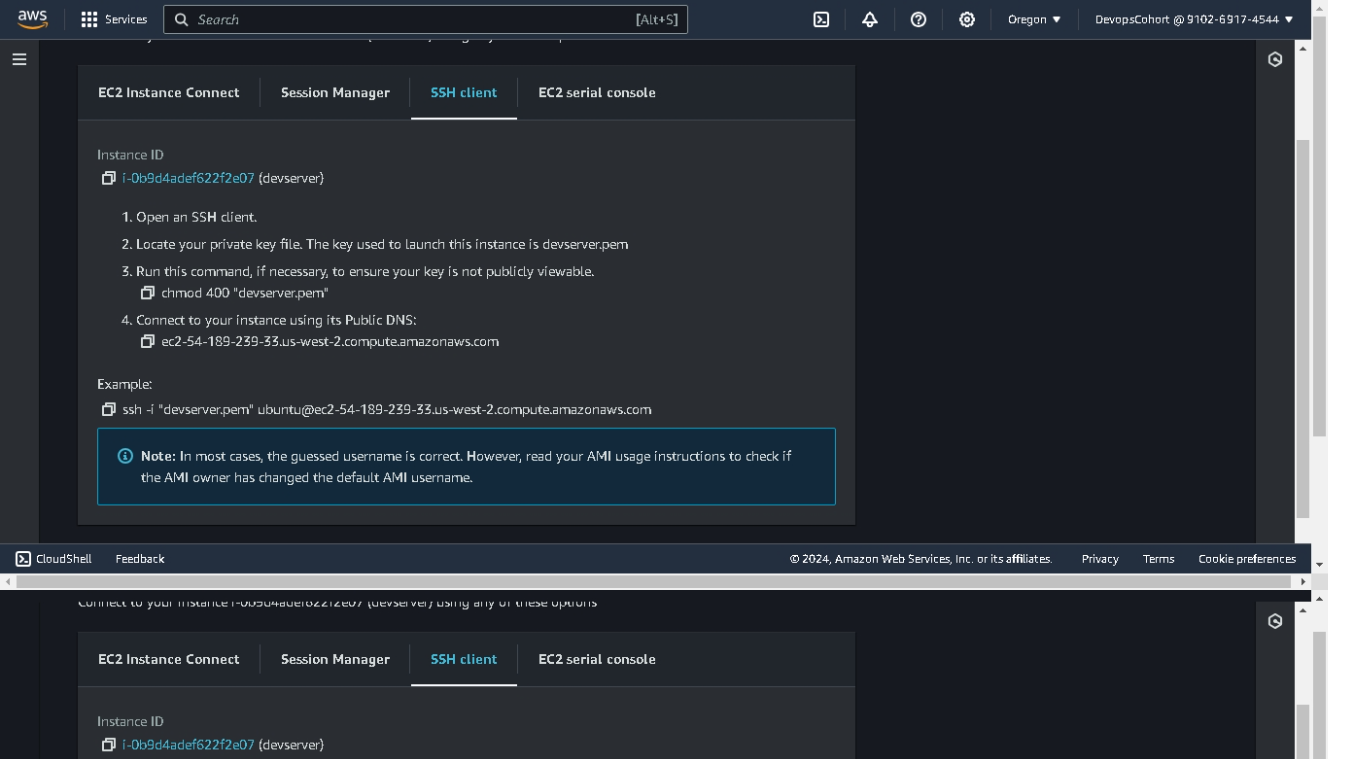 aws
Services
Search
[Alt+S]
Oregon ▼
DevopsCohort @ 9102-6917-4544 ▼
EC2 Instance Connect
Session Manager
SSH client
EC2 serial console
Instance ID
i-0b9d4adef622f2e07 (devserver)
1. Open an SSH client.
2. Locate your private key file. The key used to launch this instance is devserver.pem
3. Run this command, if necessary, to ensure your key is not publicly viewable.
chmod 400 "devserver.pem"
4. Connect to your instance using its Public DNS:
ec2-54-189-239-33.us-west-2.compute.amazonaws.com
Example:
ssh -i "devserver.pem" ubuntu@ec2-54-189-239-33.us-west-2.compute.amazonaws.com
Note: In most cases, the guessed username is correct. However, read your AMI usage instructions to check if
the AMI owner has changed the default AMI username.
CloudShell
Feedback
© 2024, Amazon Web Services, Inc. or its affiliates.
Privacy
Terms
Cookie preferences
Connect to your instance i-0b9d4adef622f2e07 (devserver) using any of these options
EC2 Instance Connect
Session Manager
SSH client
EC2 serial console
Instance ID
i-0b9d4adef622f2e07 (devserver)